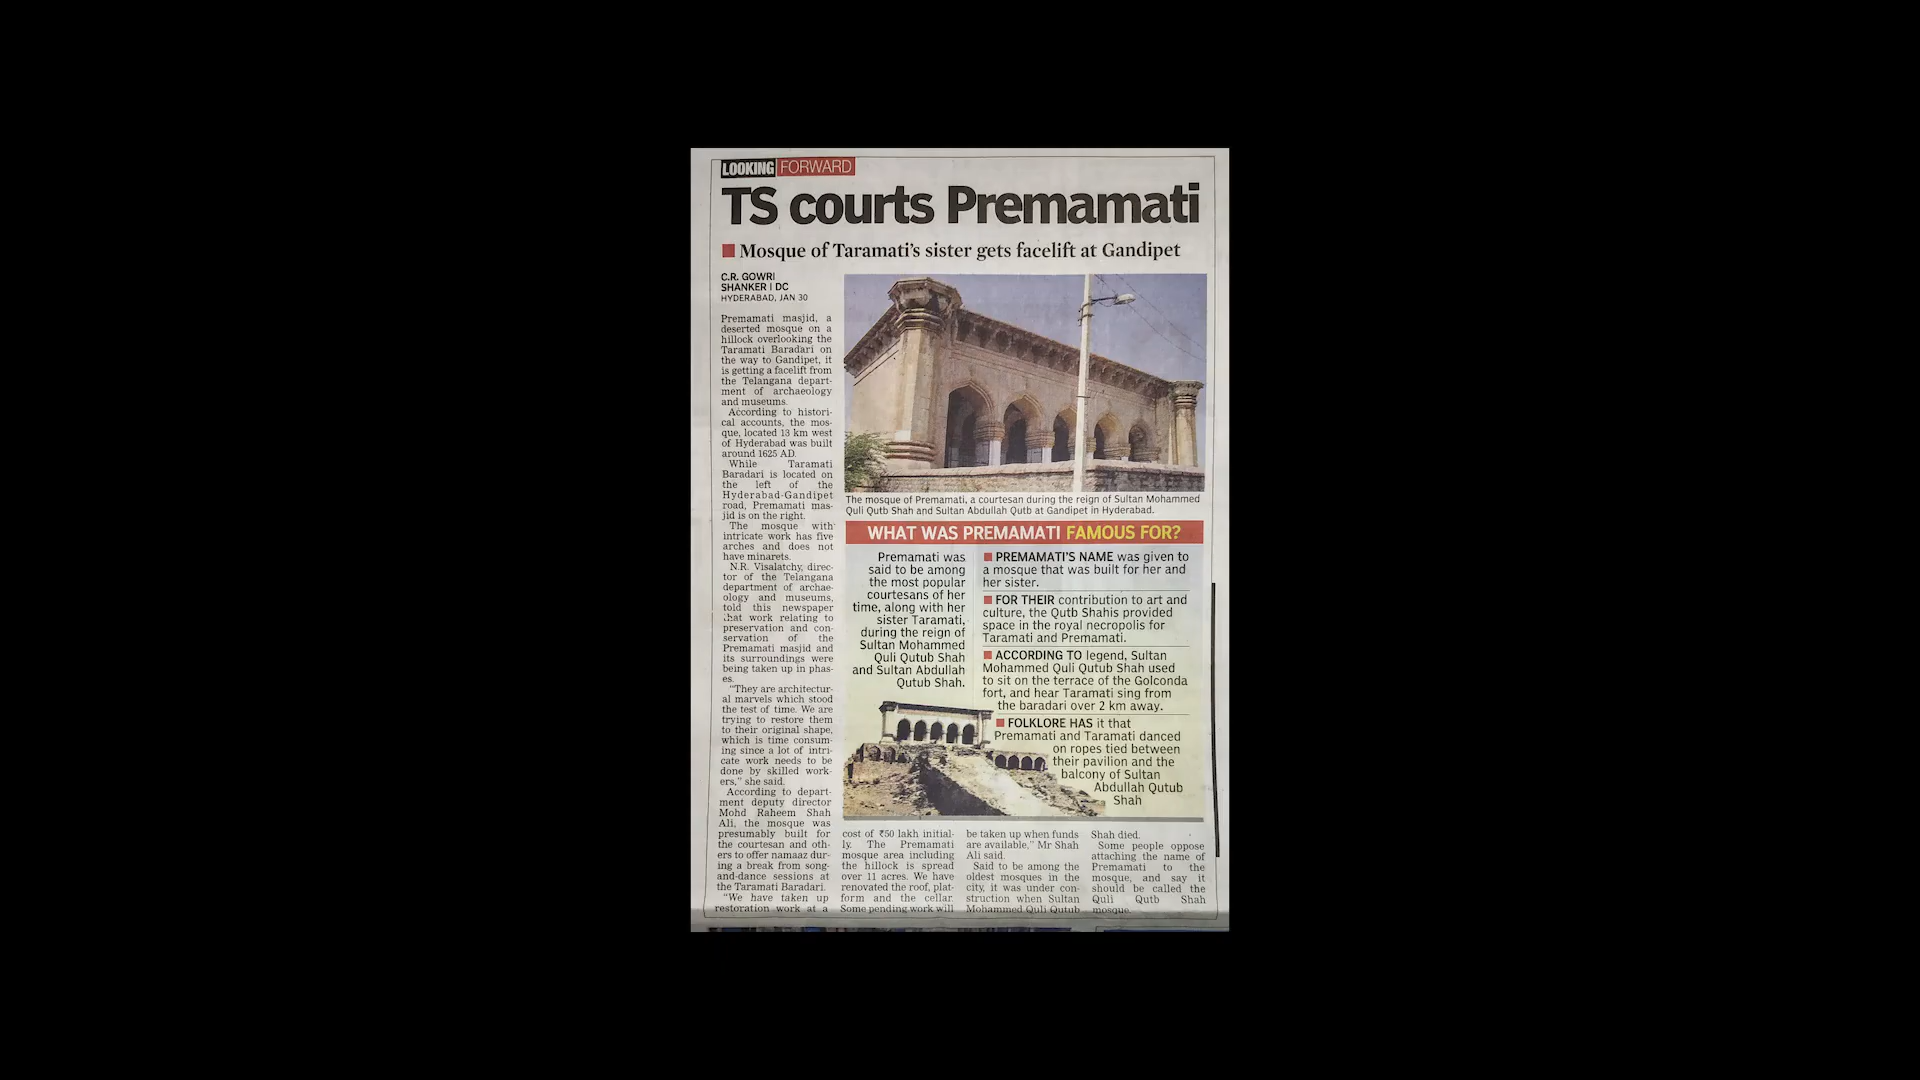 LOOKING FORWARD
TS courts Premamati
Mosque of Taramati's sister gets facelift at Gandipet
C.R. GOWRI
SHANKER | DC
HYDERABAD, JAN 30
Premamati masjid, a
deserted mosque on a
hillock overlooking the
Taramati Baradari on
the way to Gandipet, it
is getting a facelift from
the Telangana depart-
ment of archaeology
and museums.
According to histori-
cal accounts, the mos-
que, located 13 km west
of Hyderabad was built
around 1625 AD.
While Taramati
Baradari is located on
the left of the
Hyderabad-Gandipet
road, Premamati mas-
jid is on the right.
The mosque with
intricate work has five
arches and does not
have minarets.
N.R. Visalatchy, direc-
tor of the Telangana
department of archae-
ology and museums,
told this newspaper
that work relating to
preservation and con-
servation of the
Premamati masjid and
its surroundings were
being taken up in phas-
es.
"They are architectur-
al marvels which stood
the test of time. We are
trying to restore them
to their original shape,
which is time consum-
ing since a lot of intri-
cate work needs to be
done by skilled work-
ers," she said.
According to depart-
ment deputy director
Mohd Raheem Shah
Ali, the mosque was
presumably built for
the courtesan and oth-
ers to offer namaaz dur-
ing a break from song-
and-dance sessions at
the Taramati Baradari.
"We have taken up
restoration work at a
cost of ₹50 lakh initial-
ly. The Premamati
mosque area including
the hillock is spread
over 11 acres. We have
renovated the roof, plat-
form and the cellar.
Some pending work will
be taken up when funds
are available," Mr Shah
Ali said.
Said to be among the
oldest mosques in the
city, it was under con-
struction when Sultan
Mohammed Quli Qutub
Shah died.
Some people oppose
attaching the name of
Premamati to the
mosque, and say it
should be called the
Quli Qutb Shah
mosque.
The mosque of Premamati, a courtesan during the reign of Sultan Mohammed
Quli Qutb Shah and Sultan Abdullah Qutb at Gandipet in Hyderabad.
WHAT WAS PREMAMATI FAMOUS FOR?
Premamati was
said to be among
the most popular
courtesans of her
time, along with her
sister Taramati,
during the reign of
Sultan Mohammed
Quli Qutub Shah
and Sultan Abdullah
Qutub Shah.
PREMAMATI'S NAME was given to
a mosque that was built for her and
her sister.
FOR THEIR contribution to art and
culture, the Qutb Shahis provided
space in the royal necropolis for
Taramati and Premamati.
ACCORDING TO legend, Sultan
Mohammed Quli Qutub Shah used
to sit on the terrace of the Golconda
fort, and hear Taramati sing from
the baradari over 2 km away.
FOLKLORE HAS it that
Premamati and Taramati danced
on ropes tied between
their pavilion and the
balcony of Sultan
Abdullah Qutub
Shah